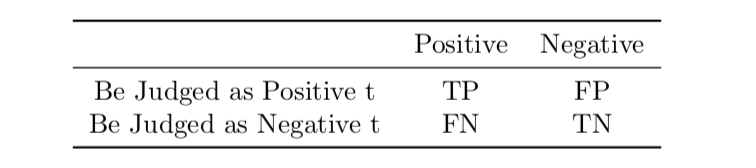 Positive Negative
Be Judged as Positive t TP FP
Be Judged as Negative t FN TN